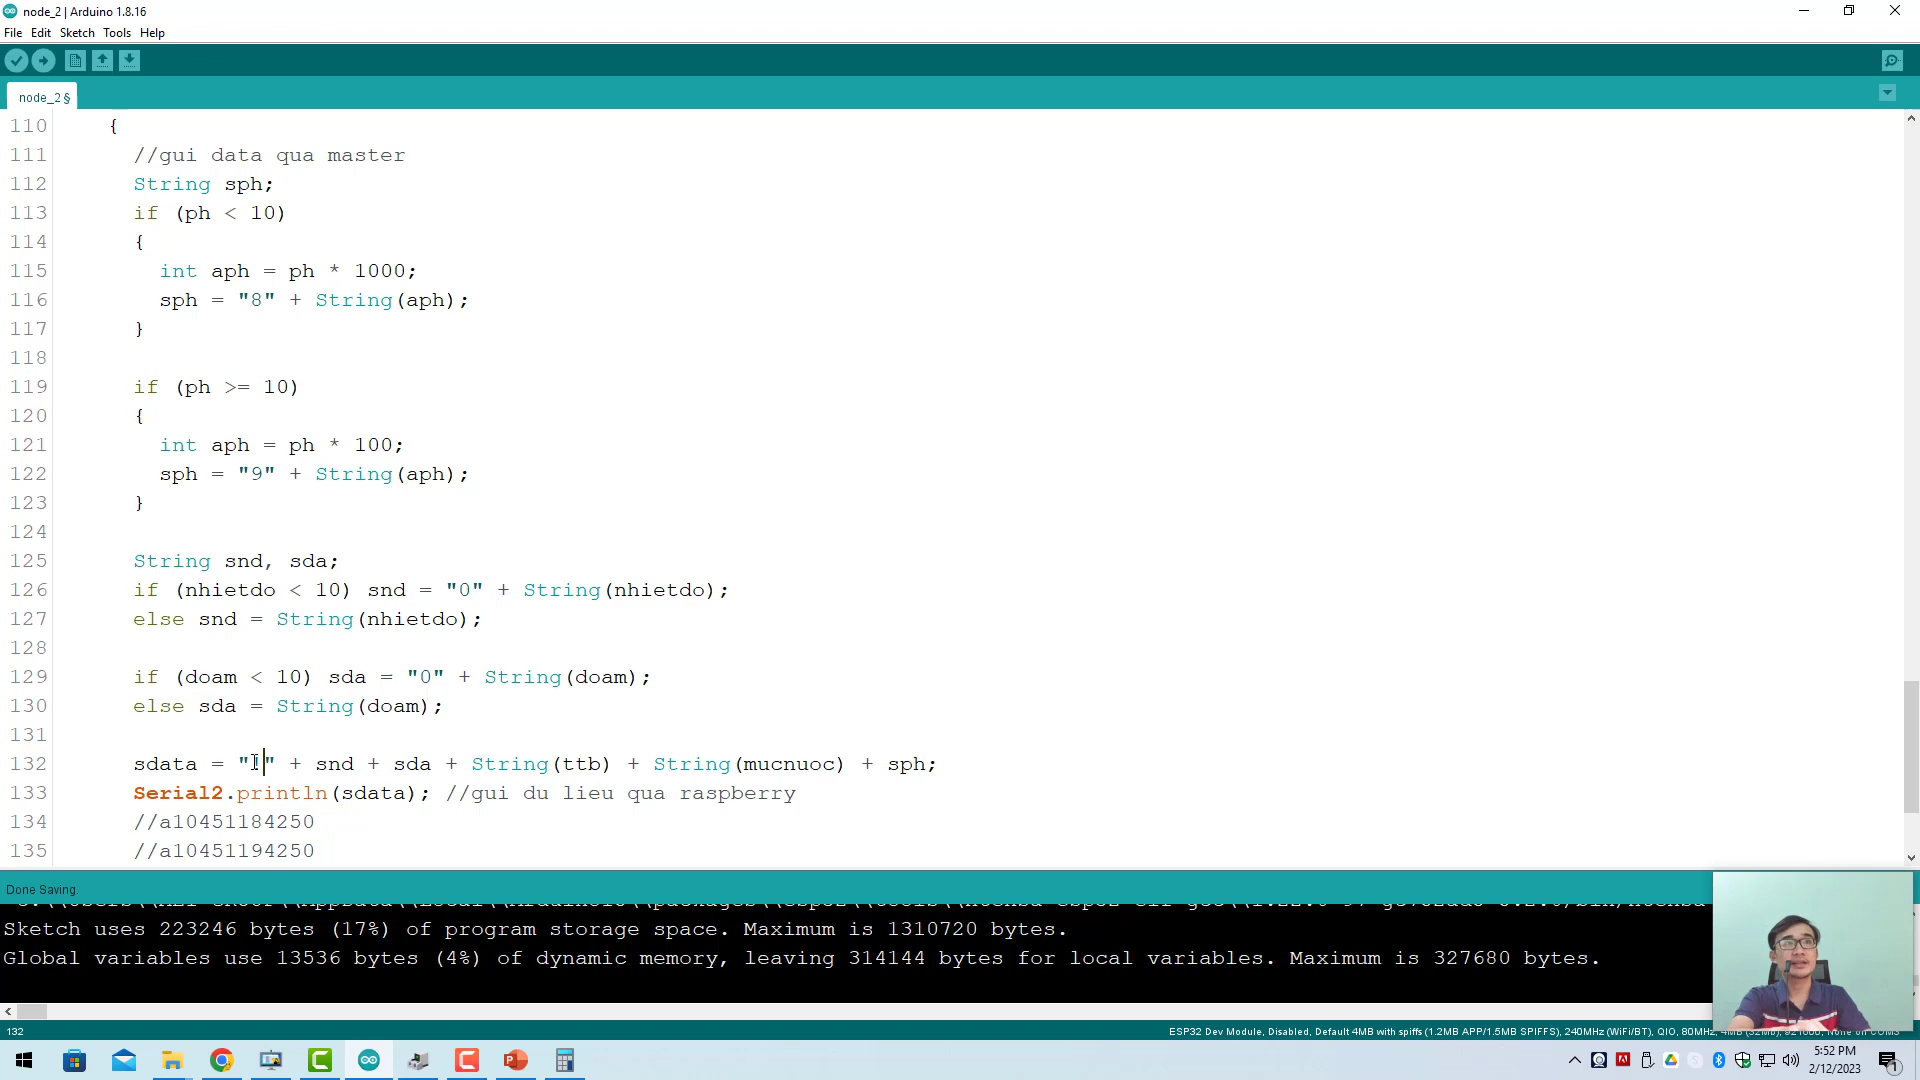 node_2 | Arduino 1.8.16
File Edit Sketch Tools Help
node_2 §
110 {
111 //gui data qua master
112 String sph;
113 if (ph < 10)
114 {
115 int aph = ph * 1000;
116 sph = "8" + String(aph);
117 }
118
119 if (ph >= 10)
120 {
121 int aph = ph * 100;
122 sph = "9" + String(aph);
123 }
124
125 String snd, sda;
126 if (nhietdo < 10) snd = "0" + String(nhietdo);
127 else snd = String(nhietdo);
128
129 if (doam < 10) sda = "0" + String(doam);
130 else sda = String(doam);
131
132 sdata = " " + snd + sda + String(ttb) + String(mucnuoc) + sph;
133 Serial2.println(sdata); //gui du lieu qua raspberry
134 //a10451184250
135 //a10451194250
Done Saving.
Sketch uses 223246 bytes (17%) of program storage space. Maximum is 1310720 bytes.
Global variables use 13536 bytes (4%) of dynamic memory, leaving 314144 bytes for local variables. Maximum is 327680 bytes.
132
ESP32 Dev Module, Disabled, Default 4MB with spiffs (1.2MB APP/1.5MB SPIFFS), 240MHz (WiFi/BT), QIO, 80MHz, 4MB (32Mb), 921600, None on COM5
5:52 PM
2/12/2023